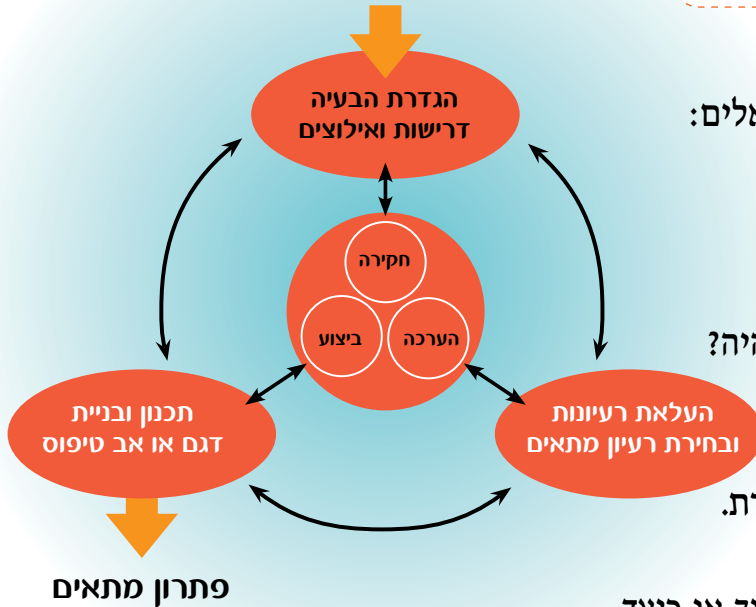 הגדרת הבעיה
דרישות ואילוצים
חקירה
הערכה
ביצוע
העלאת רעיונות
ובחירת רעיון מתאים
תכנון ובניית
דגם או אב טיפוס
פתרון מתאים